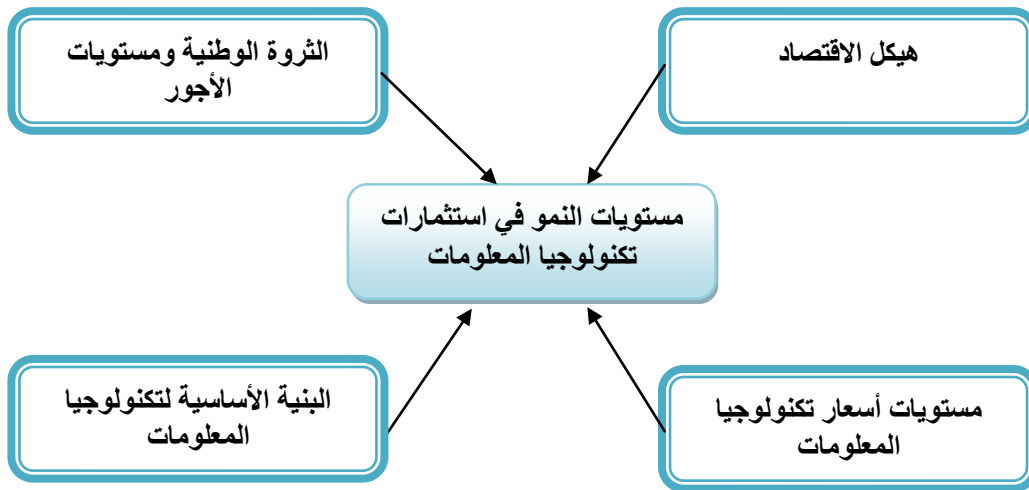 هيكل الاقتصاد
الثروة الوطنية ومستويات
الأجور
مستويات النمو في استثمارات
تكنولوجيا المعلومات
مستويات أسعار تكنولوجيا
المعلومات
البنية الأساسية لتكنولوجيا
المعلومات